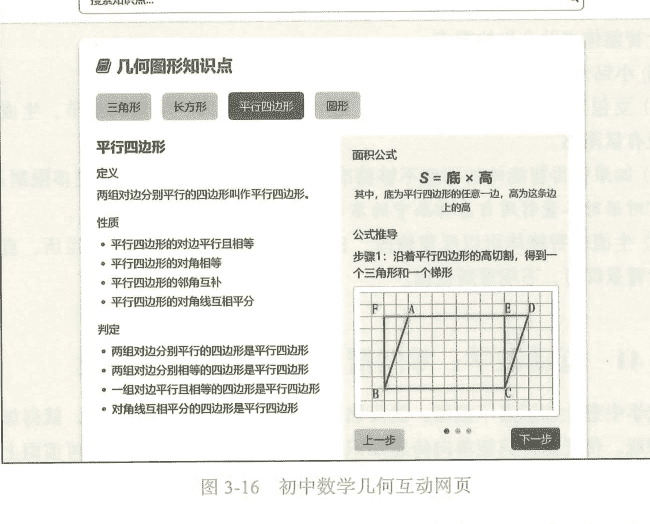 搜索知识点...
几何图形知识点
三角形 长方形 平行四边形 圆形
平行四边形
定义
两组对边分别平行的四边形叫作平行四边形。
性质
• 平行四边形的对边平行且相等
• 平行四边形的对角相等
• 平行四边形的邻角互补
• 平行四边形的对角线互相平分
判定
• 两组对边分别平行的四边形是平行四边形
• 两组对边分别相等的四边形是平行四边形
• 一组对边平行且相等的四边形是平行四边形
• 对角线互相平分的四边形是平行四边形
面积公式
S = 底 × 高
其中，底为平行四边形的任意一边，高为这条边
上的高
公式推导
步骤1：沿着平行四边形的高切割，得到一
个三角形和一个梯形
F A E D
B C
上一步 下一步
图 3-16 初中数学几何互动网页